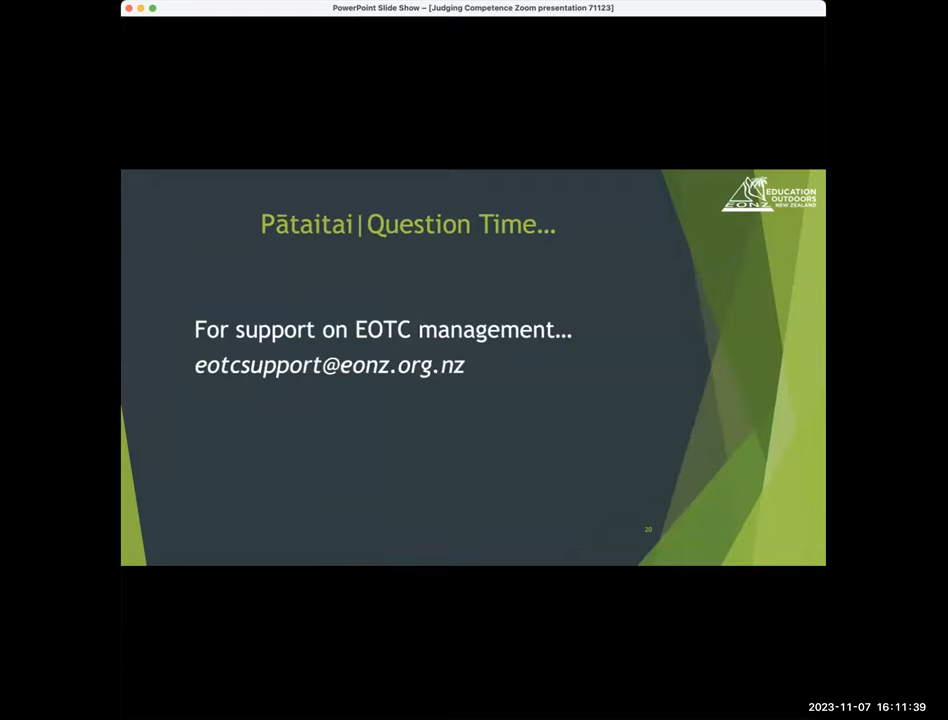 PowerPoint Slide Show – [Judging Competence Zoom presentation 71123]
EONZ
EDUCATION
OUTDOORS
NEW ZEALAND
Pātaitai|Question Time...
For support on EOTC management...
eotcsupport@eonz.org.nz
20
2023-11-07 16:11:39